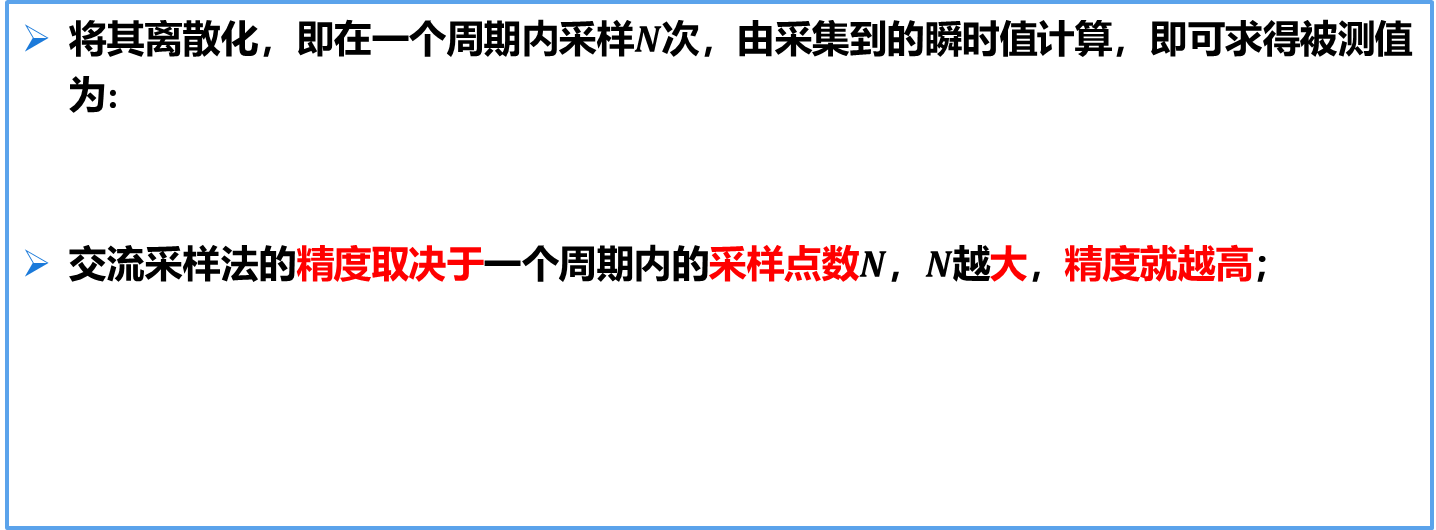 ➢ 将其离散化，即在一个周期内采样N次，由采集到的瞬时值计算，即可求得被测值
为：
➢ 交流采样法的精度取决于一个周期内的采样点数N，N越大，精度就越高；